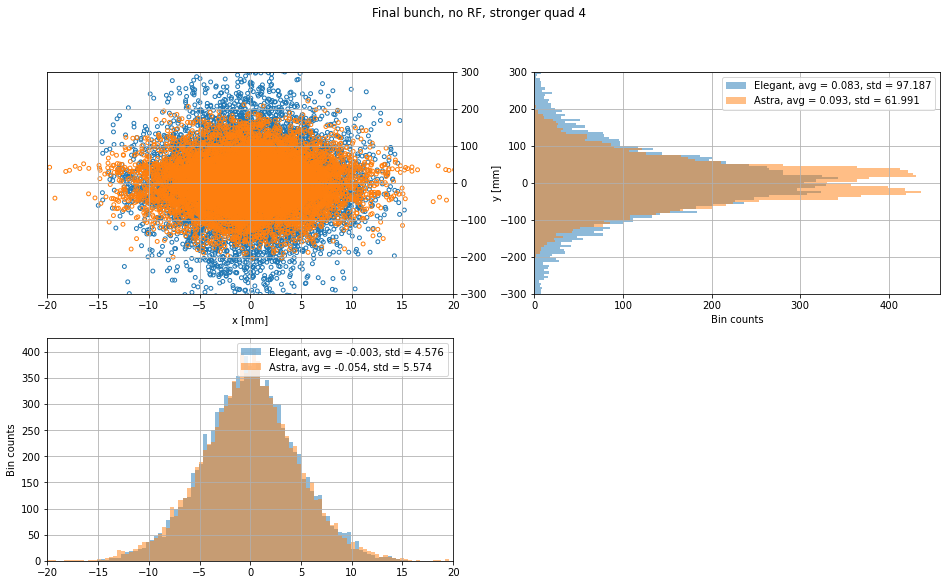 Final bunch, no RF, stronger quad 4
300
200
100
0
−100
−200
−300
−20 −15 −10 −5 0 5 10 15 20
x [mm]
Elegant, avg = 0.083, std = 97.187
Astra, avg = 0.093, std = 61.991
300
200
100
0
−100
−200
−300
y [mm]
0 100 200 300 400
Bin counts
Elegant, avg = -0.003, std = 4.576
Astra, avg = -0.054, std = 5.574
400
350
300
250
200
150
100
50
0
Bin counts
−20 −15 −10 −5 0 5 10 15 20